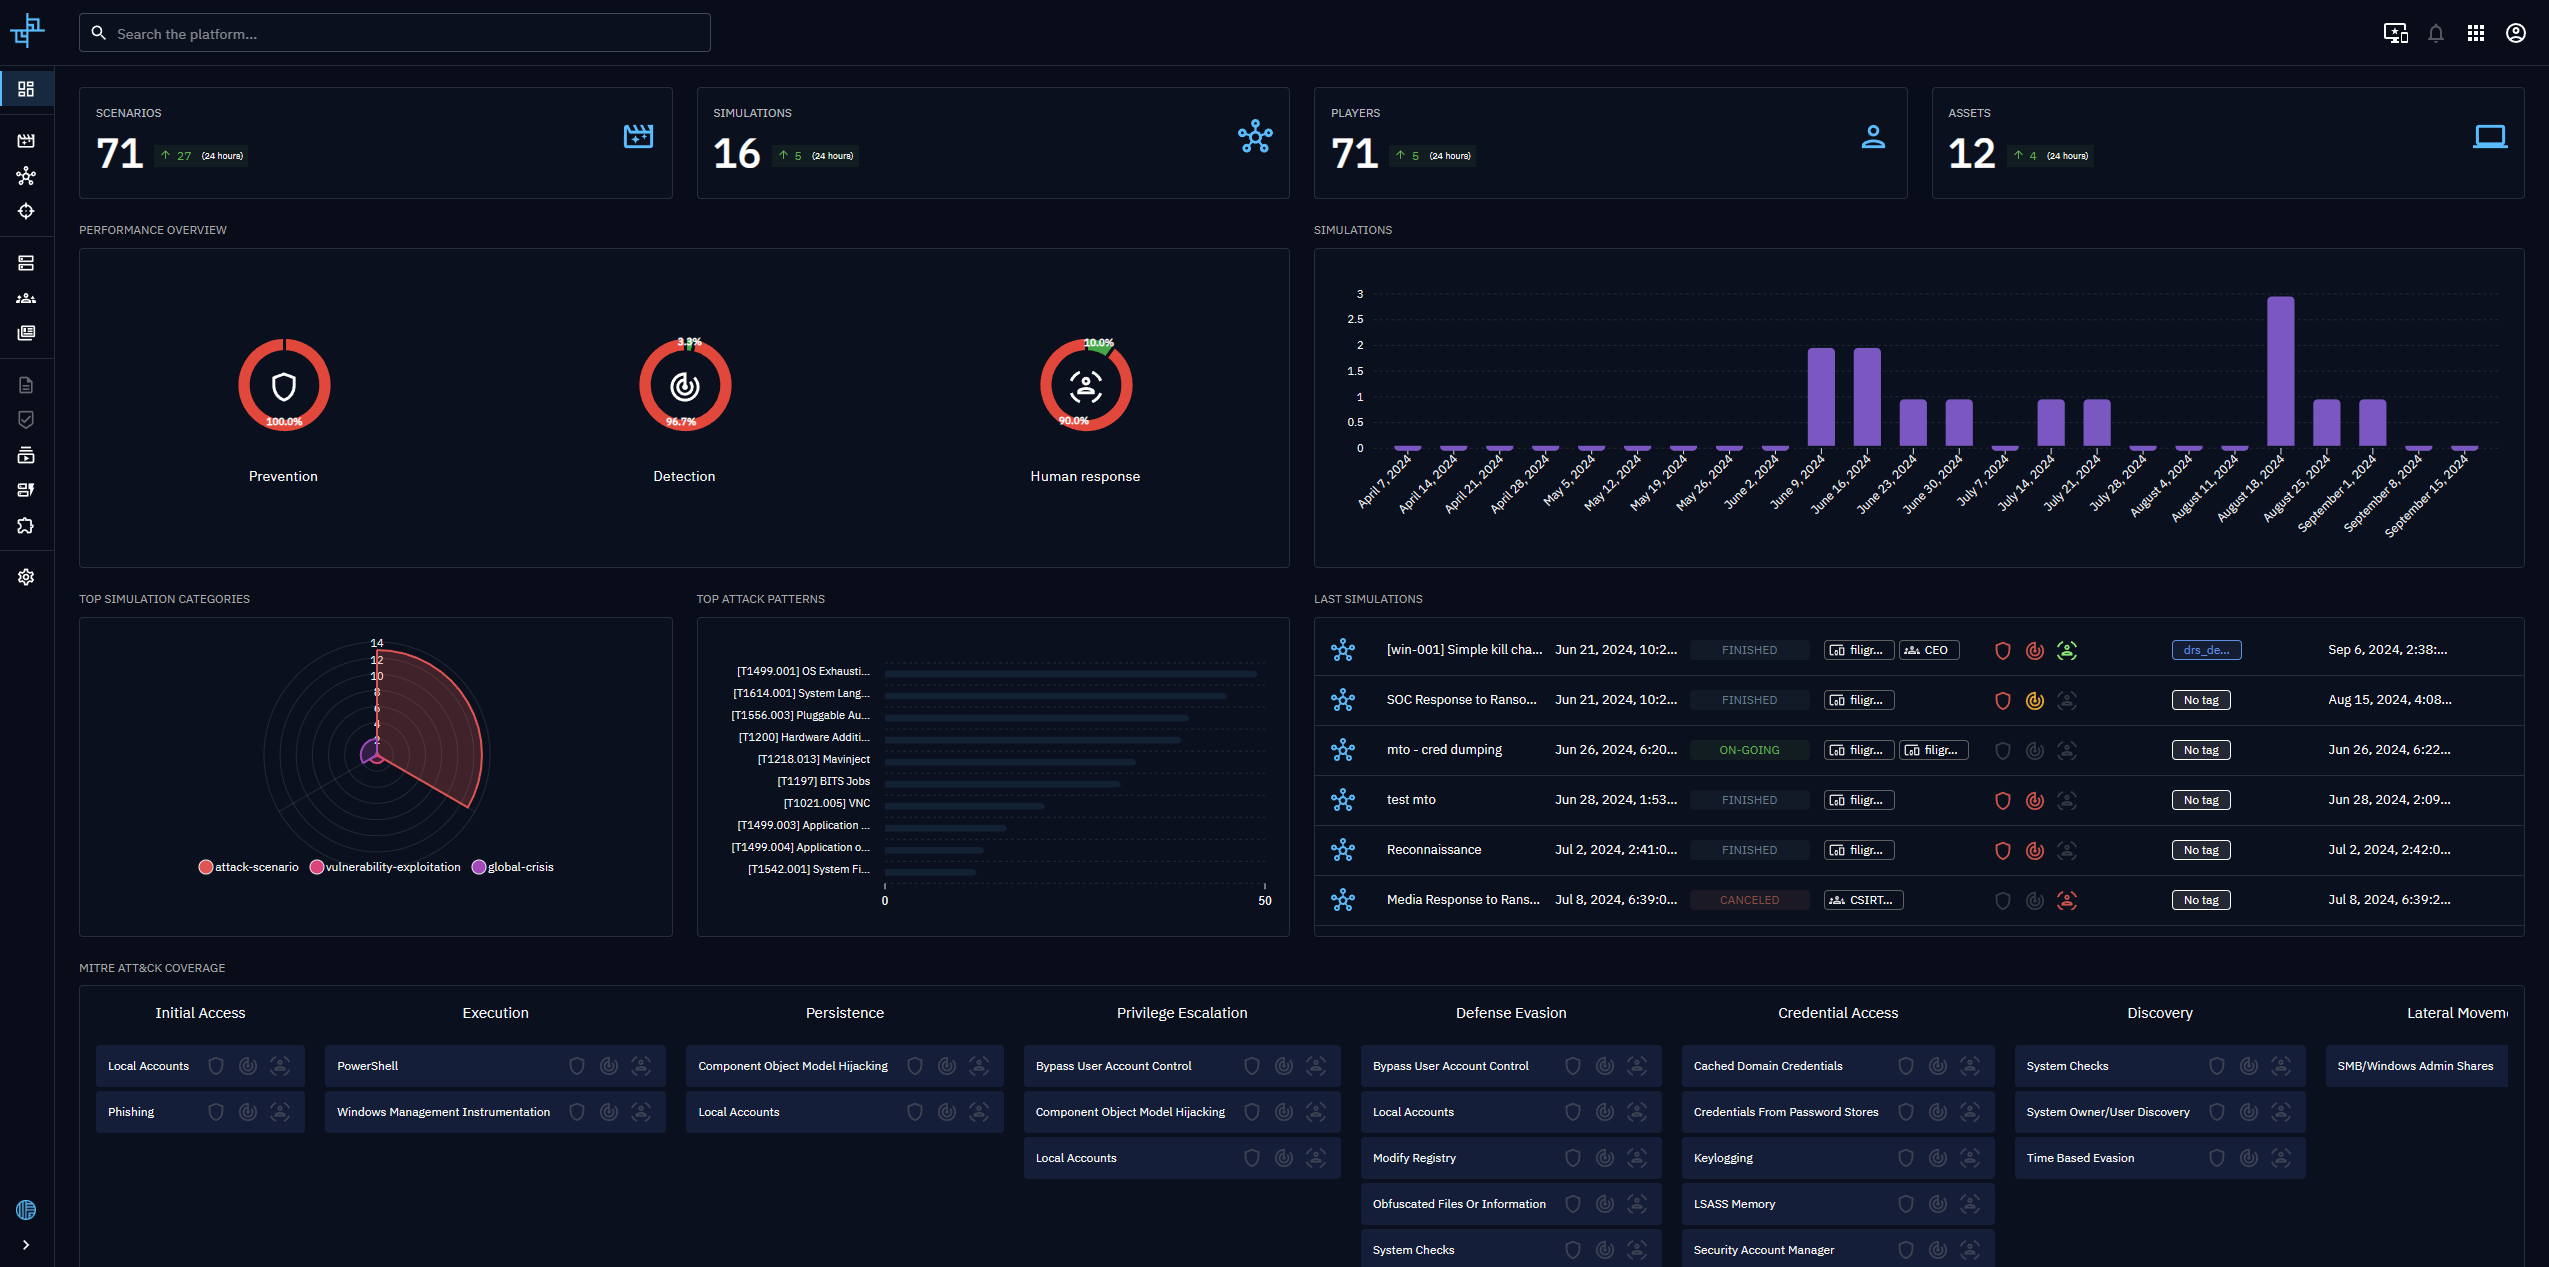 Search the platform...
SCENARIOS
71 27 (24 hours)
SIMULATIONS
16 5 (24 hours)
PLAYERS
71 5 (24 hours)
ASSETS
12 4 (24 hours)
PERFORMANCE OVERVIEW
100.0%
Prevention
3.3%
96.7%
Detection
10.0%
90.0%
Human response
SIMULATIONS
3
2.5
2
1.5
1
0.5
0
April 7, 2024
April 14, 2024
April 21, 2024
April 28, 2024
May 5, 2024
May 12, 2024
May 19, 2024
May 26, 2024
June 2, 2024
June 9, 2024
June 16, 2024
June 23, 2024
June 30, 2024
July 7, 2024
July 14, 2024
July 21, 2024
July 28, 2024
August 4, 2024
August 11, 2024
August 18, 2024
August 25, 2024
September 1, 2024
September 8, 2024
September 15, 2024
TOP SIMULATION CATEGORIES
14
12
10
8
6
4
2
attack-scenario vulnerability-exploitation global-crisis
TOP ATTACK PATTERNS
[T1499.001] OS Exhausti...
[T1614.001] System Lang...
[T1556.003] Pluggable Au...
[T1200] Hardware Additi...
[T1218.013] Mavinject
[T1197] BITS Jobs
[T1021.005] VNC
[T1499.003] Application ...
[T1499.004] Application o...
[T1542.001] System Fi...
0 50
LAST SIMULATIONS
[win-001] Simple kill cha... Jun 21, 2024, 10:2... FINISHED filigr... CEO drs_de... Sep 6, 2024, 2:38:...
SOC Response to Ranso... Jun 21, 2024, 10:2... FINISHED filigr... No tag Aug 15, 2024, 4:08...
mto - cred dumping Jun 26, 2024, 6:20... ON-GOING filigr... filigr... No tag Jun 26, 2024, 6:22...
test mto Jun 28, 2024, 1:53... FINISHED filigr... No tag Jun 28, 2024, 2:09...
Reconnaissance Jul 2, 2024, 2:41:0... FINISHED filigr... No tag Jul 2, 2024, 2:42:0...
Media Response to Rans... Jul 8, 2024, 6:39:0... CANCELED CSIRT... No tag Jul 8, 2024, 6:39:2...
MITRE ATT&CK COVERAGE
Initial Access
Local Accounts
Phishing
Execution
PowerShell
Windows Management Instrumentation
Persistence
Component Object Model Hijacking
Local Accounts
Privilege Escalation
Bypass User Account Control
Component Object Model Hijacking
Local Accounts
Defense Evasion
Bypass User Account Control
Local Accounts
Modify Registry
Obfuscated Files Or Information
System Checks
Credential Access
Cached Domain Credentials
Credentials From Password Stores
Keylogging
LSASS Memory
Security Account Manager
Discovery
System Checks
System Owner/User Discovery
Time Based Evasion
Lateral Movem
SMB/Windows Admin Shares